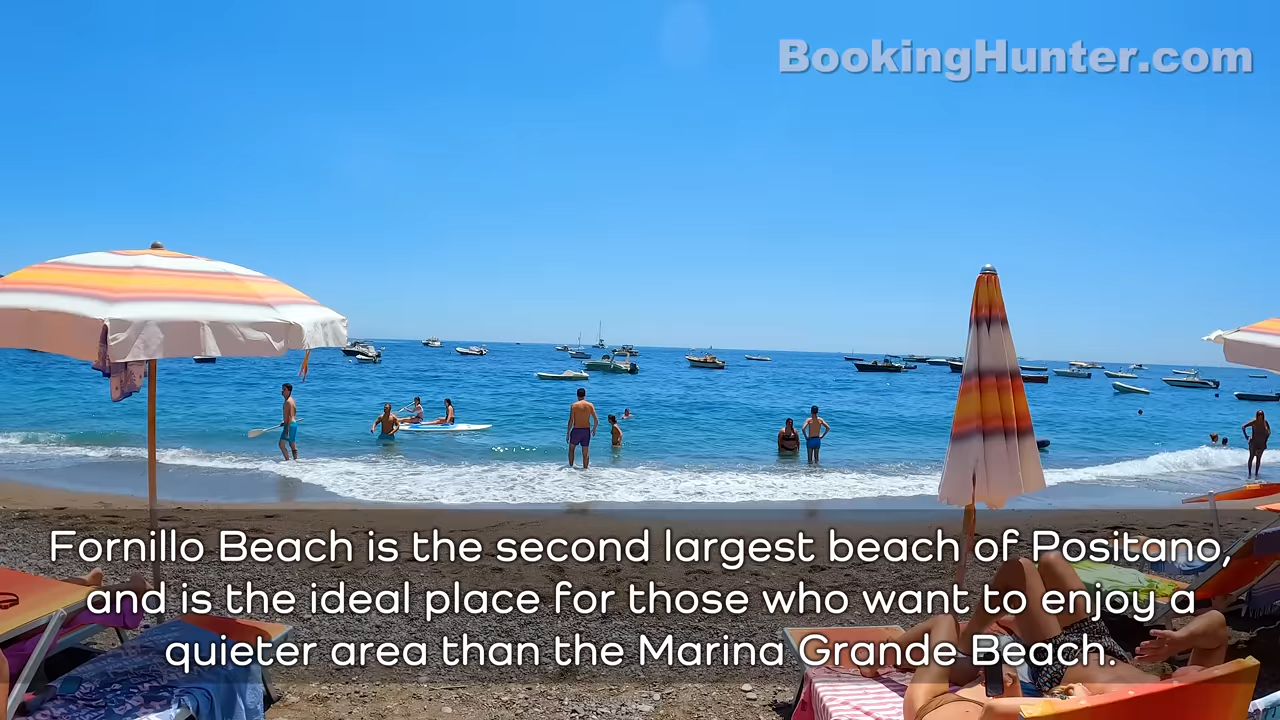 BookingHunter.com
Fornillo Beach is the second largest beach of Positano,
and is the ideal place for those who want to enjoy a
quieter area than the Marina Grande Beach.